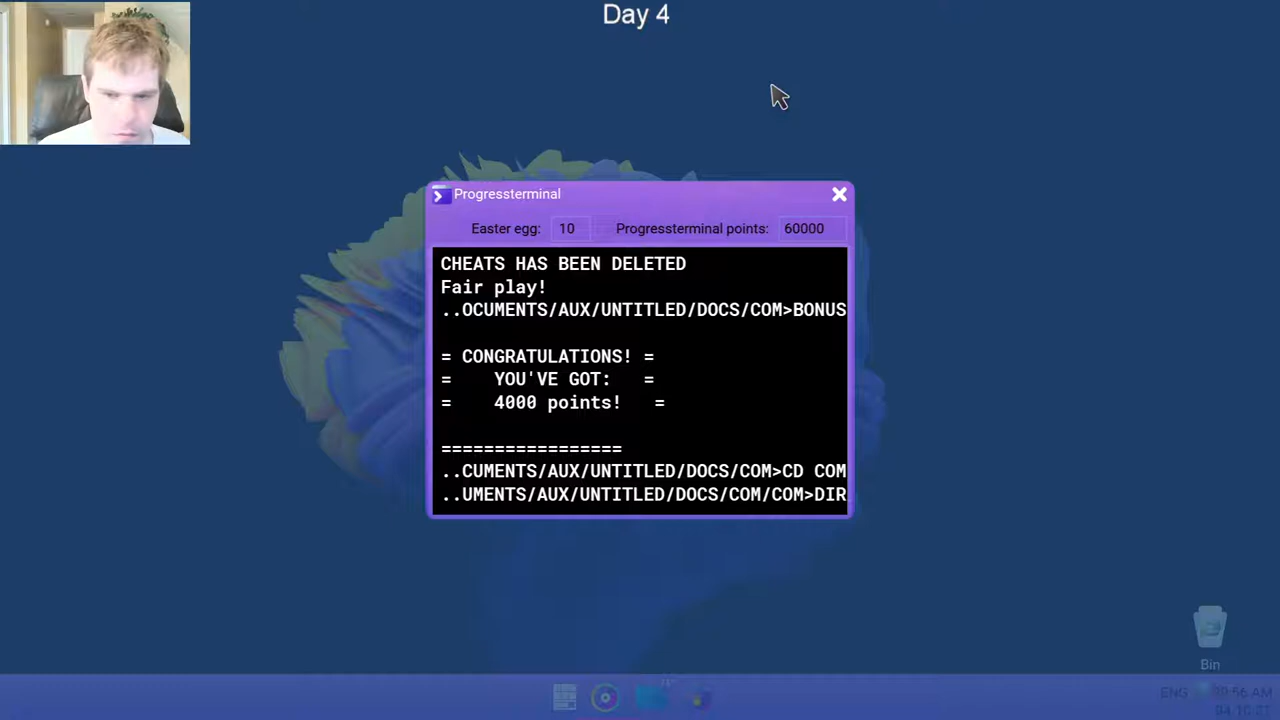 Day 4
Progressterminal
Easter egg: 10 Progressterminal points: 60000
CHEATS HAS BEEN DELETED
Fair play!
..OCUMENTS/AUX/UNTITLED/DOCS/COM>BONUS
= CONGRATULATIONS! =
= YOU'VE GOT: =
= 4000 points! =
=================
..CUMENTS/AUX/UNTITLED/DOCS/COM>CD COM
..UMENTS/AUX/UNTITLED/DOCS/COM/COM>DIR
Bin
ENG :56 AM